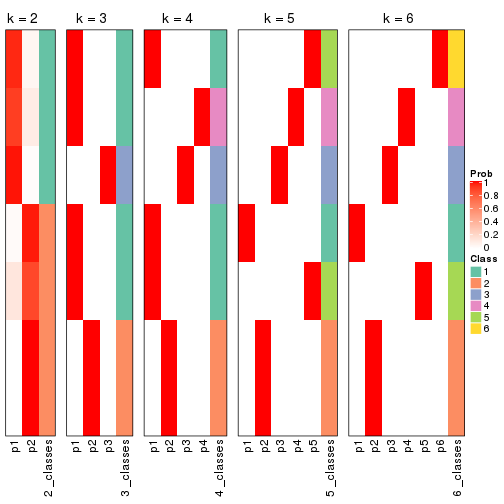 k = 2
k = 3
k = 4
k = 5
k = 6
Prob
1
0.8
0.6
0.4
0.2
0
Class
1
2
3
4
5
6
p1
p2
2_classes
p1
p2
p3
3_classes
p1
p2
p3
p4
4_classes
p1
p2
p3
p4
p5
5_classes
p1
p2
p3
p4
p5
p6
6_classes